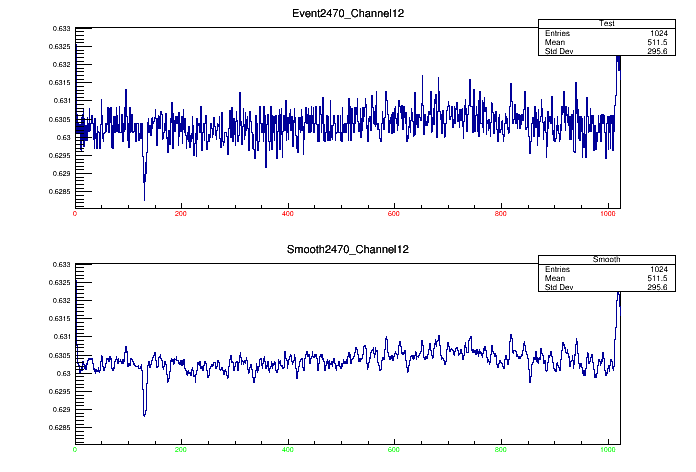 Event2470_Channel12
Test
Entries 1024
Mean 511.5
Std Dev 295.6
0.633
0.6325
0.632
0.6315
0.631
0.6305
0.63
0.6295
0.629
0.6285
0 200 400 600 800 1000
Smooth2470_Channel12
Smooth
Entries 1024
Mean 511.5
Std Dev 295.6
0.633
0.6325
0.632
0.6315
0.631
0.6305
0.63
0.6295
0.629
0.6285
0 200 400 600 800 1000